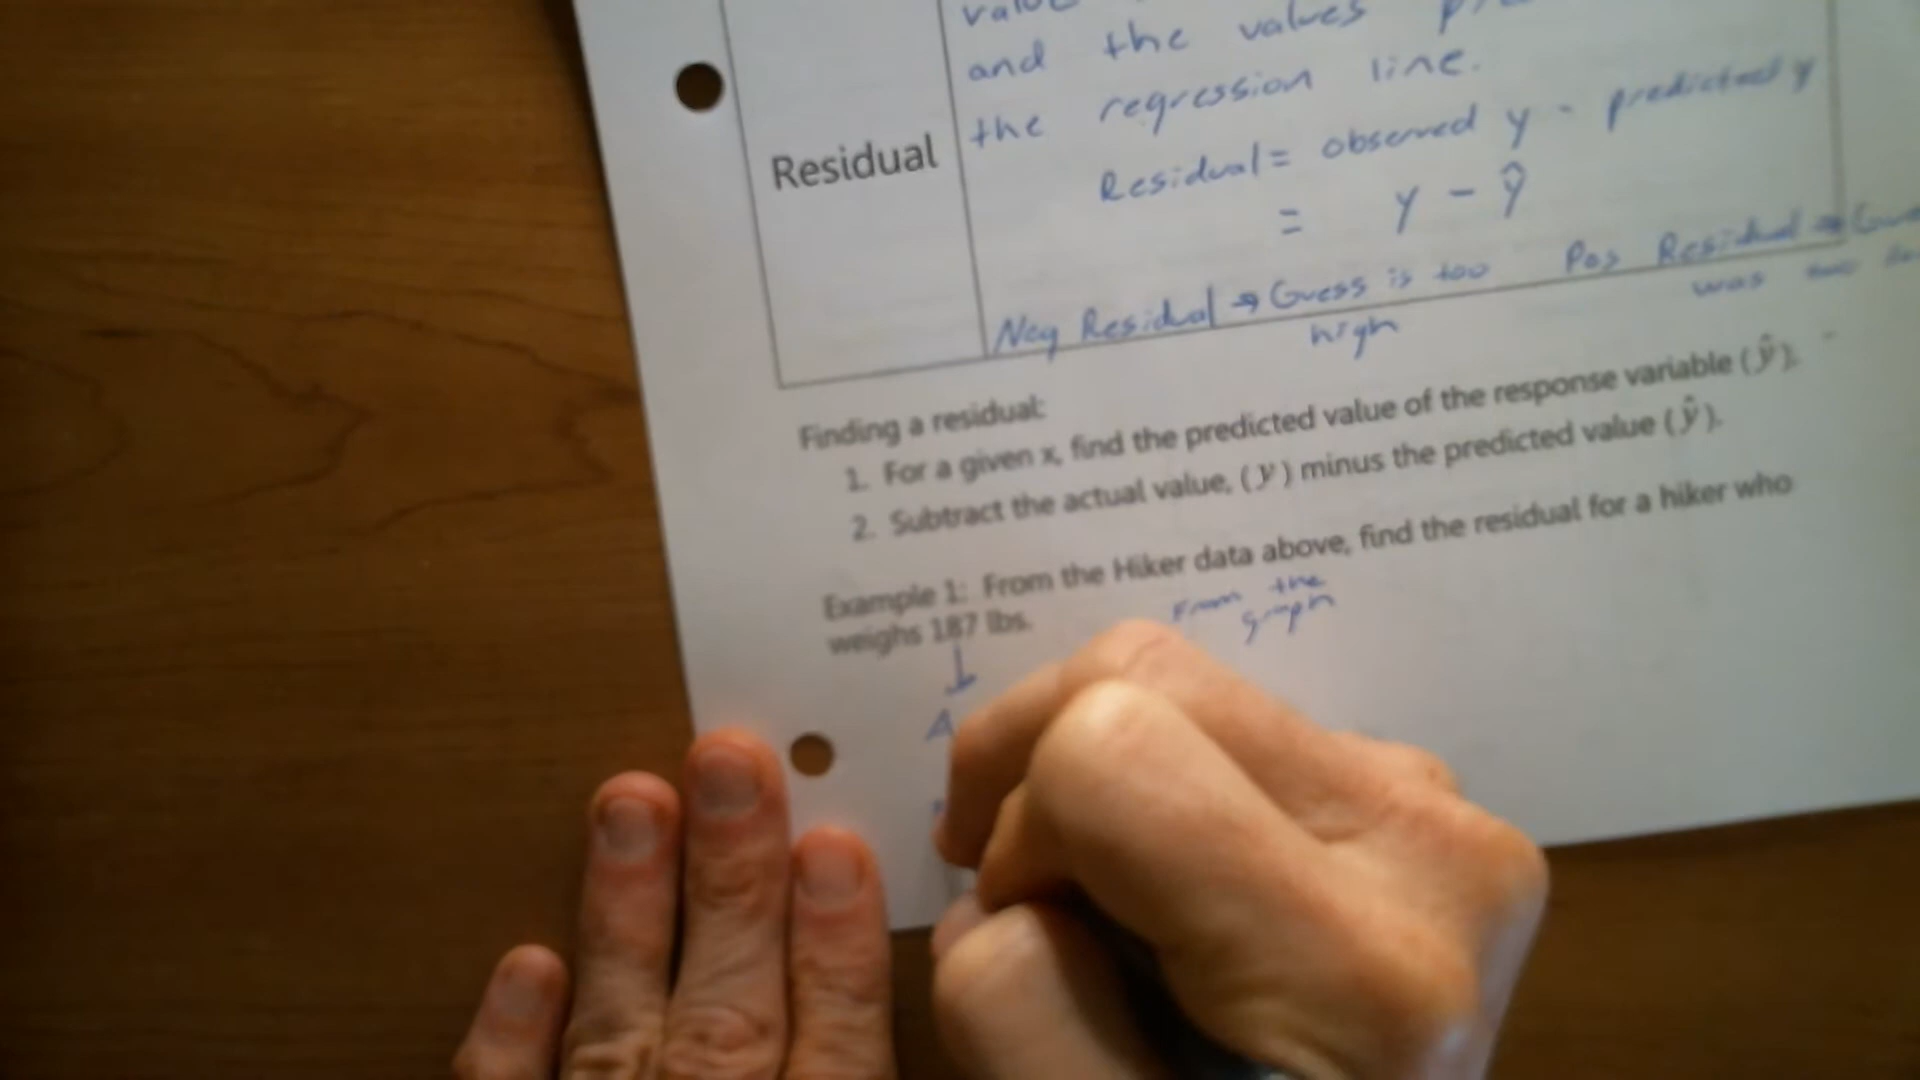 and the values
the regression line.
Residual
Residual = observed y - predicted y
= y - ŷ
Neg Residual → Guess is too high
Pos Residual →
was
Finding a residual:
1. For a given x, find the predicted value of the response variable (ŷ).
2. Subtract the actual value, (y) minus the predicted value (ŷ).
Example 1: From the Hiker data above, find the residual for a hiker who
weighs 187 lbs.
From the
graph
A